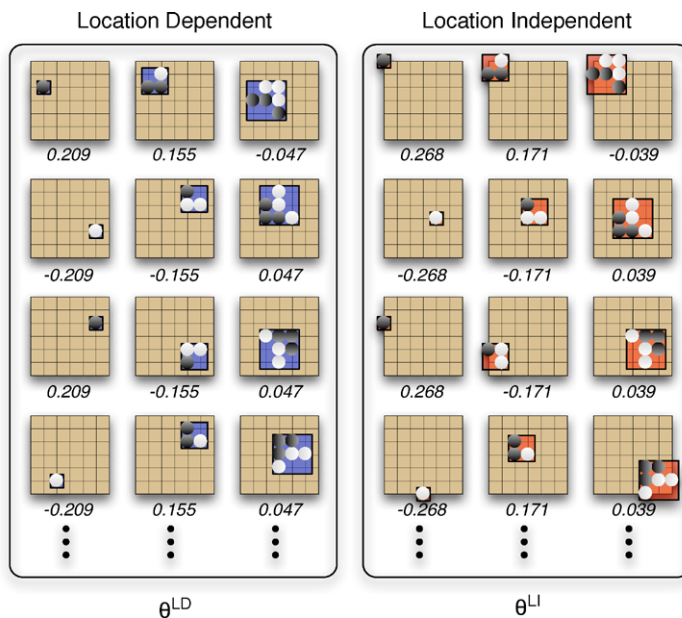 Location Dependent Location Independent
0.209 0.155 -0.047 0.268 0.171 -0.039
-0.209 -0.155 0.047 -0.268 -0.171 0.039
0.209 -0.155 0.047 0.268 -0.171 0.039
-0.209 0.155 0.047 -0.268 0.171 0.039
θLD θLI